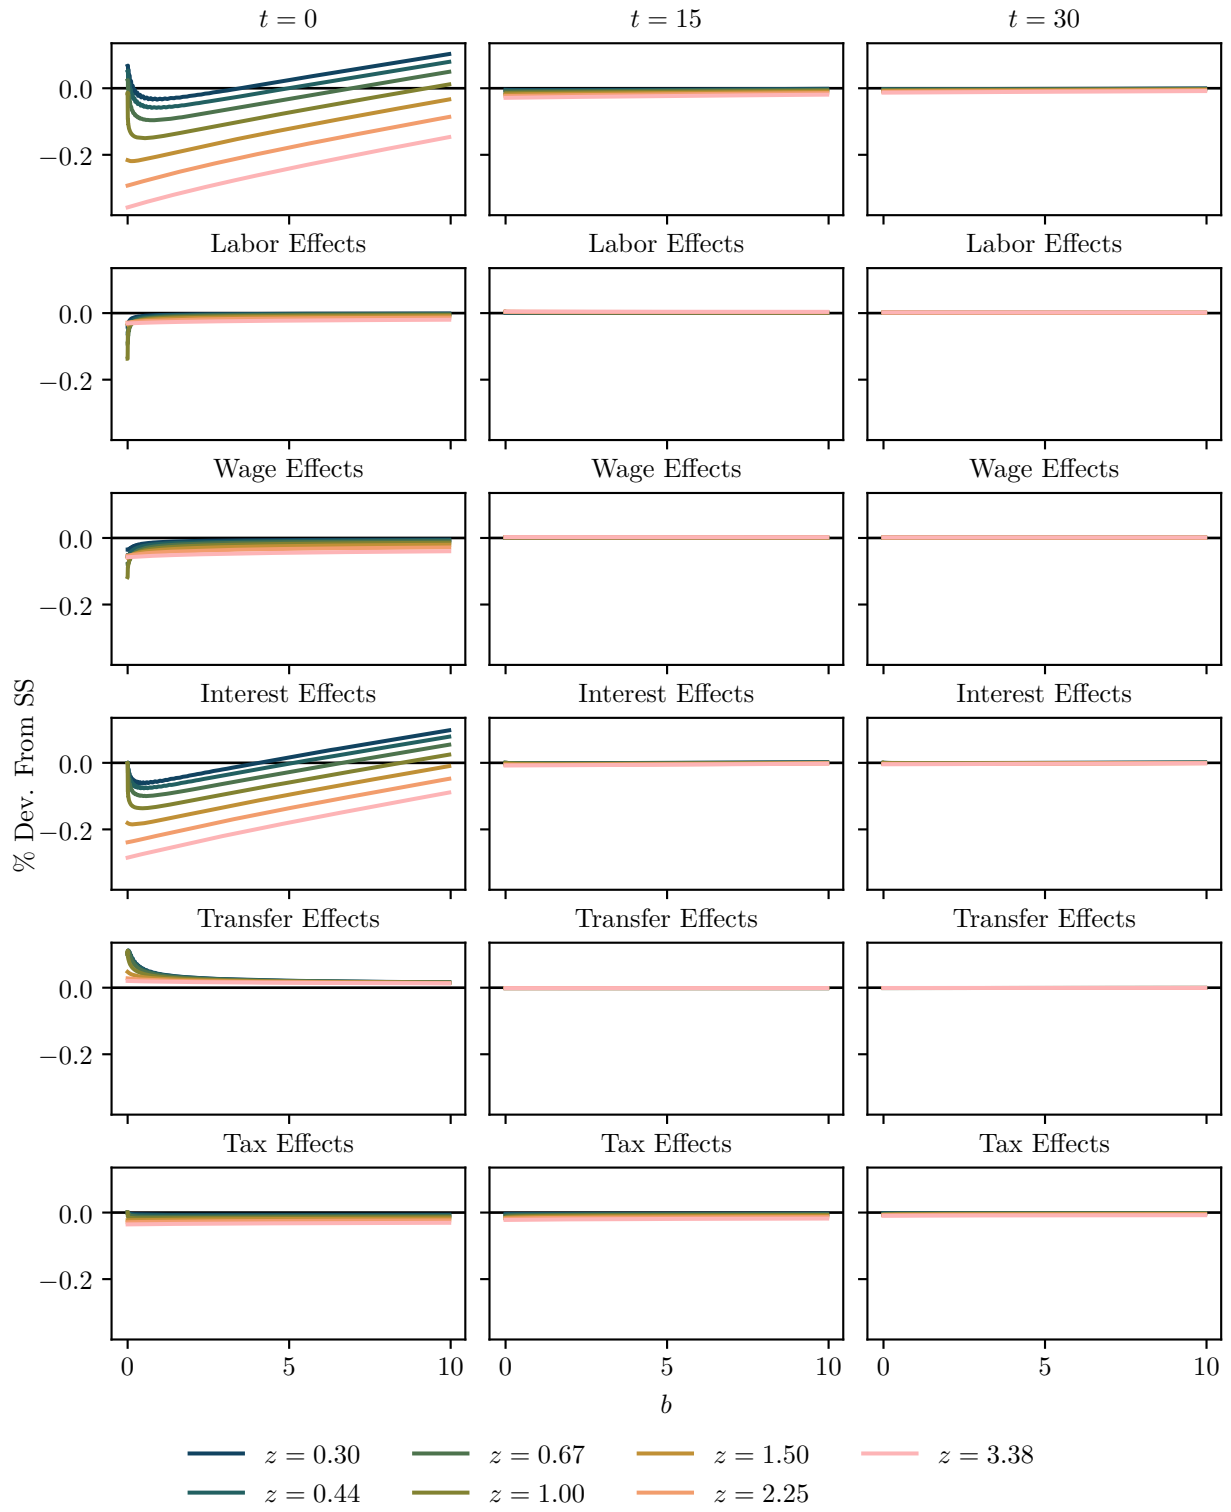 t = 0 t = 15 t = 30
0.0
−0.2
Labor Effects Labor Effects Labor Effects
0.0
−0.2
Wage Effects Wage Effects Wage Effects
0.0
−0.2
Interest Effects Interest Effects Interest Effects
0.0
−0.2
% Dev. From SS
Transfer Effects Transfer Effects Transfer Effects
0.0
−0.2
Tax Effects Tax Effects Tax Effects
0.0
−0.2
0 5 10 0 5 10 0 5 10
b
z = 0.30 z = 0.67 z = 1.50 z = 3.38
z = 0.44 z = 1.00 z = 2.25